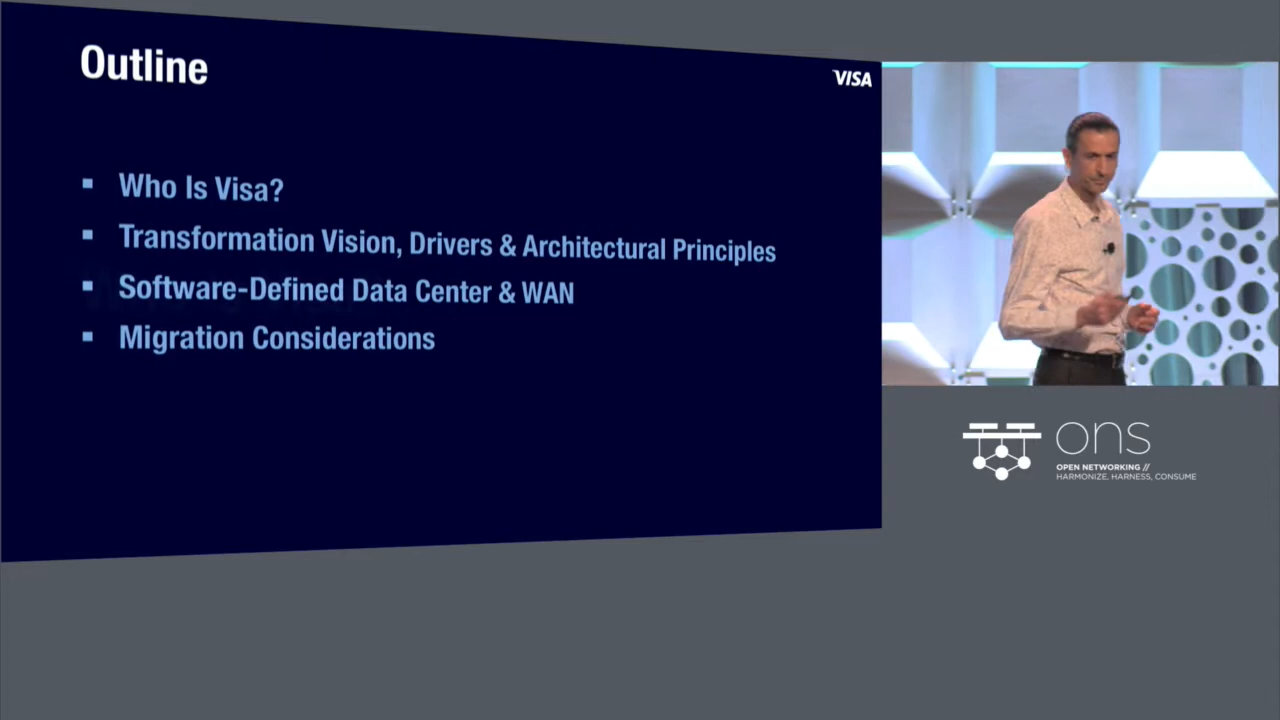 Outline
VISA
Who Is Visa?
Transformation Vision, Drivers & Architectural Principles
Software-Defined Data Center & WAN
Migration Considerations
ons
OPEN NETWORKING //
HARMONIZE, HARNESS, CONSUME